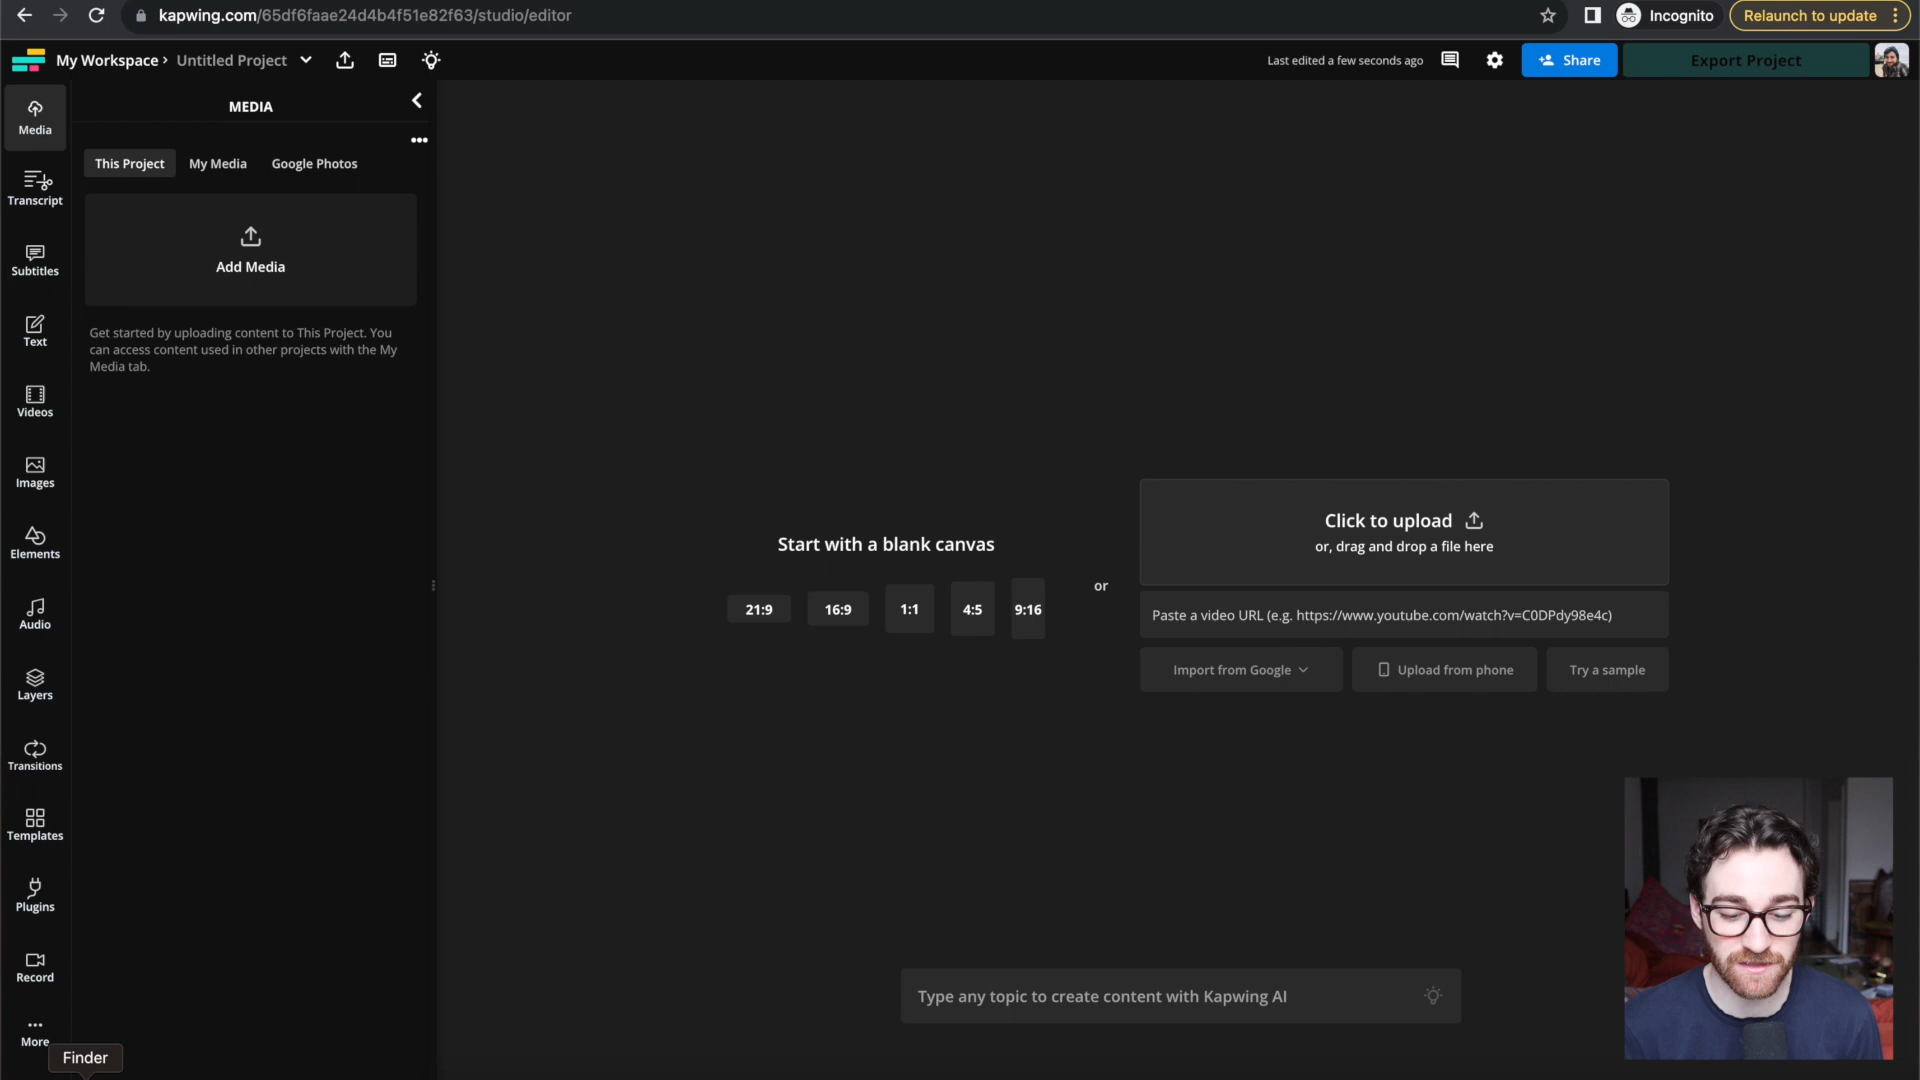 kapwing.com/65df6faae24d4b4f51e82f63/studio/editor
Incognito
Relaunch to update
My Workspace › Untitled Project
Last edited a few seconds ago
Share
Export Project
Media
Transcript
Subtitles
Text
Videos
Images
Elements
Audio
Layers
Transitions
Templates
Plugins
Record
More
Finder
MEDIA
This Project
My Media
Google Photos
Add Media
Get started by uploading content to This Project. You
can access content used in other projects with the My
Media tab.
Start with a blank canvas
21:9
16:9
1:1
4:5
9:16
or
Click to upload
or, drag and drop a file here
Paste a video URL (e.g. https://www.youtube.com/watch?v=C0DPdy98e4c)
Import from Google
Upload from phone
Try a sample
Type any topic to create content with Kapwing AI